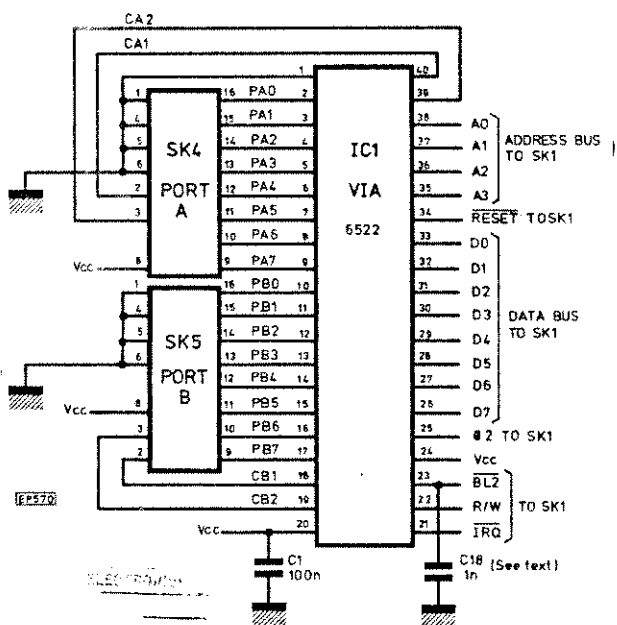 CA2
CA1
1 40
39
1 16 PA0 2
4 15 PA1 3
5 14 PA2 4
6 13 PA3 5
2 12 PA4 6
3 11 PA5 7
10 PA6 8
Vcc 8 9 PA7 9
SK4
PORT
A
IC1
VIA
6522
38 A0
37 A1
36 A2
35 A3
ADDRESS BUS
TO SK1
34 RESET TO SK1
33 D0
32 D1
31 D2
30 D3
29 D4
28 D5
27 D6
26 D7
DATA BUS
TO SK1
1 16 PB0 10
4 15 PB1 11
5 14 PB2 12
6 13 PB3 13
12 PB4 14
Vcc 8 11 PB5 15
3 10 PB6 16
2 9 PB7 17
SK5
PORT
B
CB1 18
CB2 19
Vcc 20
25 2 TO SK1
24 Vcc
23 BL2
22 R/W
21 IRQ
TO SK1
EP570
C1
100n
C18 (See text)
1n